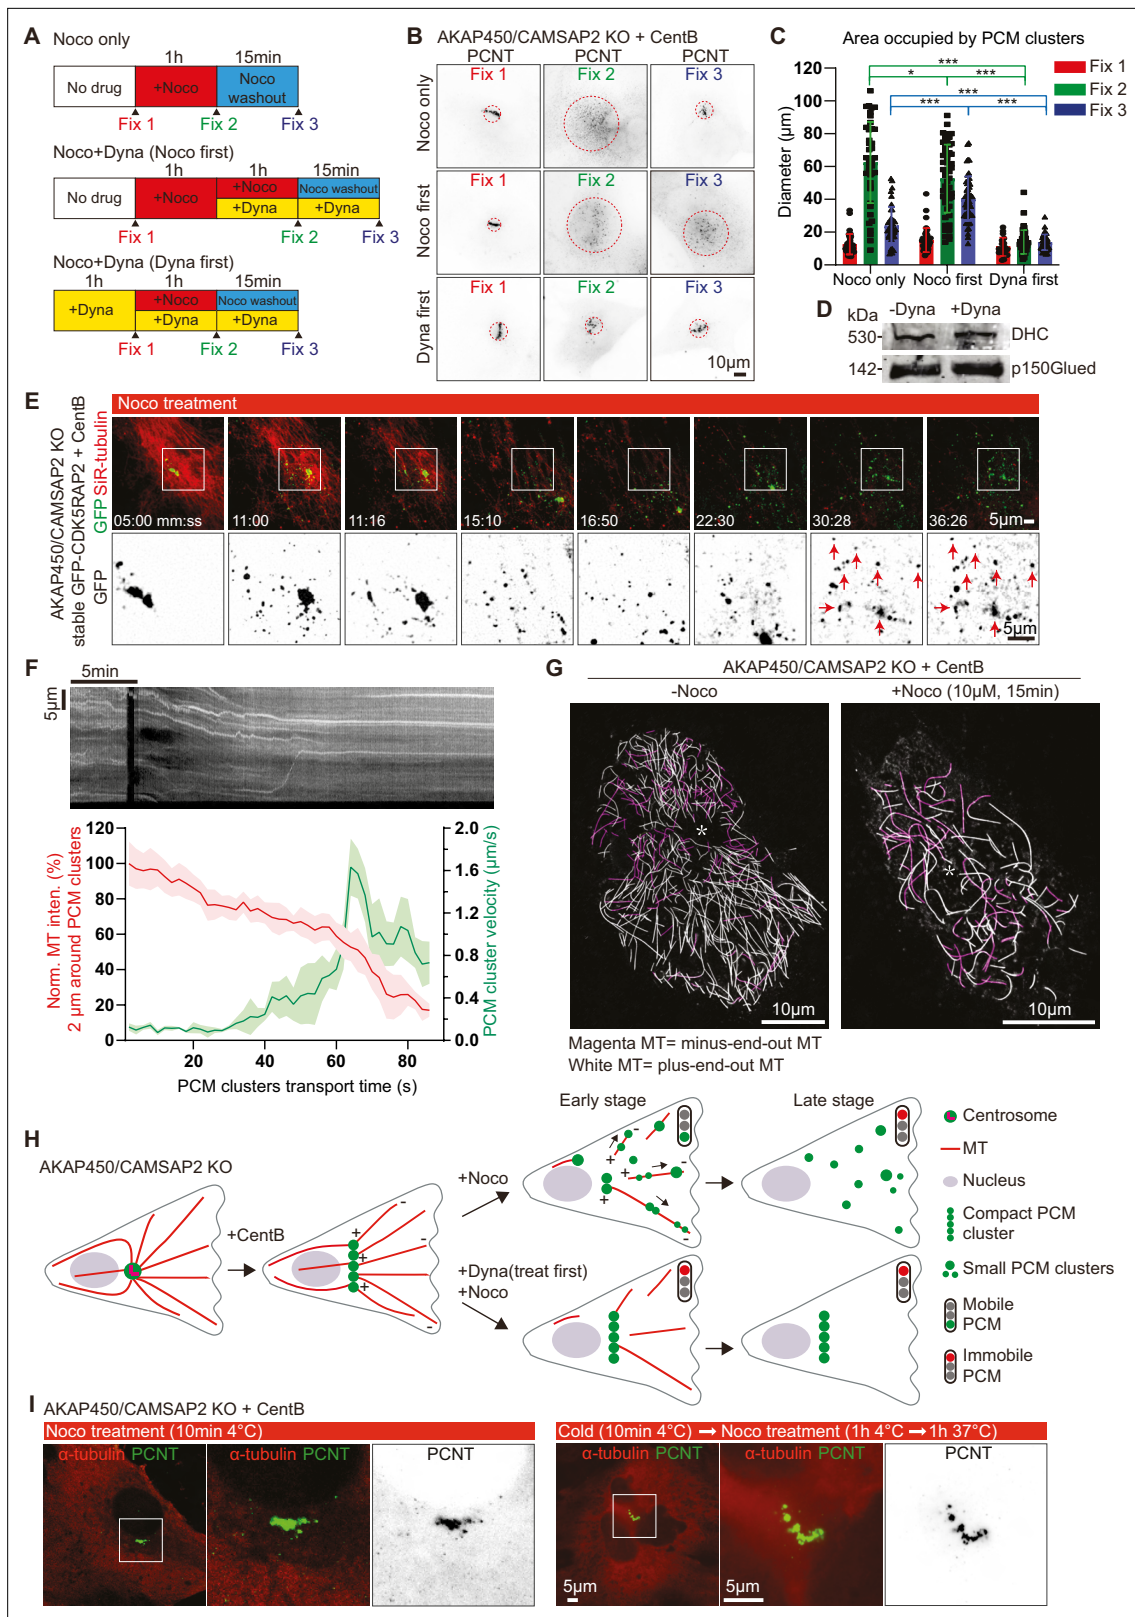 A
Noco only
1h
15min
No drug
+Noco
Noco washout
Fix 1
Fix 2
Fix 3
Noco+Dyna (Noco first)
1h
1h
15min
No drug
+Noco
+Noco
Noco washout
+Dyna
+Dyna
Fix 1
Fix 2
Fix 3
Noco+Dyna (Dyna first)
1h
1h
15min
+Dyna
+Noco
Noco washout
+Dyna
+Dyna
Fix 1
Fix 2
Fix 3
B
AKAP450/CAMSAP2 KO + CentB
PCNT
PCNT
PCNT
Noco only
Fix 1
Fix 2
Fix 3
Noco first
Fix 1
Fix 2
Fix 3
Dyna first
Fix 1
Fix 2
Fix 3
10µm
C
Area occupied by PCM clusters
Fix 1
Fix 2
Fix 3
***
*
***
***
***
***
Diameter (µm)
120
100
80
60
40
20
0
Noco only
Noco first
Dyna first
D
kDa
-Dyna
+Dyna
530-
DHC
142-
p150Glued
E
Noco treatment
AKAP450/CAMSAP2 KO
stable GFP-CDK5RAP2 + CentB
GFP SiR-tubulin
GFP
05:00 mm:ss
11:00
11:16
15:10
16:50
22:30
30:28
36:26
5µm
5µm
F
5min
5µm
Norm. MT inten. (%)
2 µm around PCM clusters
120
100
80
60
40
20
0
2.0
1.6
1.2
0.8
0.4
0.0
PCM cluster velocity (µm/s)
20
40
60
80
PCM clusters transport time (s)
G
AKAP450/CAMSAP2 KO + CentB
-Noco
+Noco (10µM, 15min)
*
*
10µm
10µm
Magenta MT= minus-end-out MT
White MT= plus-end-out MT
H
AKAP450/CAMSAP2 KO
+CentB
+
+
+
-
-
-
+Noco
+Dyna(treat first)
+Noco
Early stage
Late stage
+
-
+
-
+
-
Centrosome
MT
Nucleus
Compact PCM
cluster
Small PCM clusters
Mobile
PCM
Immobile
PCM
I
AKAP450/CAMSAP2 KO + CentB
Noco treatment (10min 4°C)
α-tubulin PCNT
α-tubulin PCNT
PCNT
Cold (10min 4°C) → Noco treatment (1h 4°C → 1h 37°C)
α-tubulin PCNT
α-tubulin PCNT
PCNT
5µm
5µm